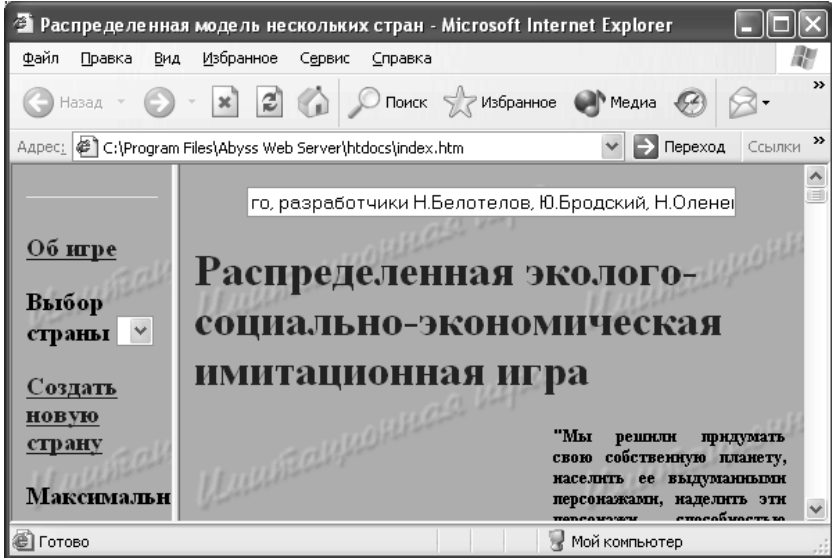 Распределенная модель нескольких стран - Microsoft Internet Explorer
Файл Правка Вид Избранное Сервис Справка
Назад Поиск Избранное Медиа »
Адрес: C:\Program Files\Abyss Web Server\htdocs\index.htm Переход Ссылки »
го, разработчики Н.Белотелов, Ю.Бродский, Н.Оленен
Об игре
Выбор
страны
Создать
новую
страну
Максимальн
Распределенная эколого-
социально-экономическая
имитационная игра
"Мы решили придумать
свою собственную планету,
населить ее выдуманными
персонажами, наделить эти
персонажи способностью
Готово Мой компьютер